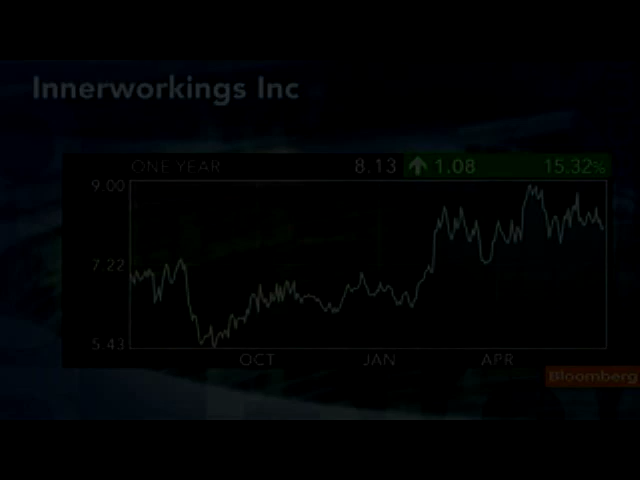 Innerworkings Inc
ONE YEAR 8.13 1.08 15.32%
9.00
7.22
5.43
OCT JAN APR
Bloomberg